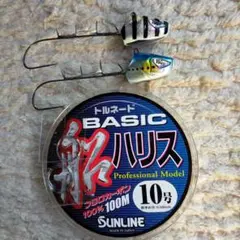 トルネード
BASIC
船ハリス
Professional Model
フロロカーボン
100% 100M
10号
SUNLINE